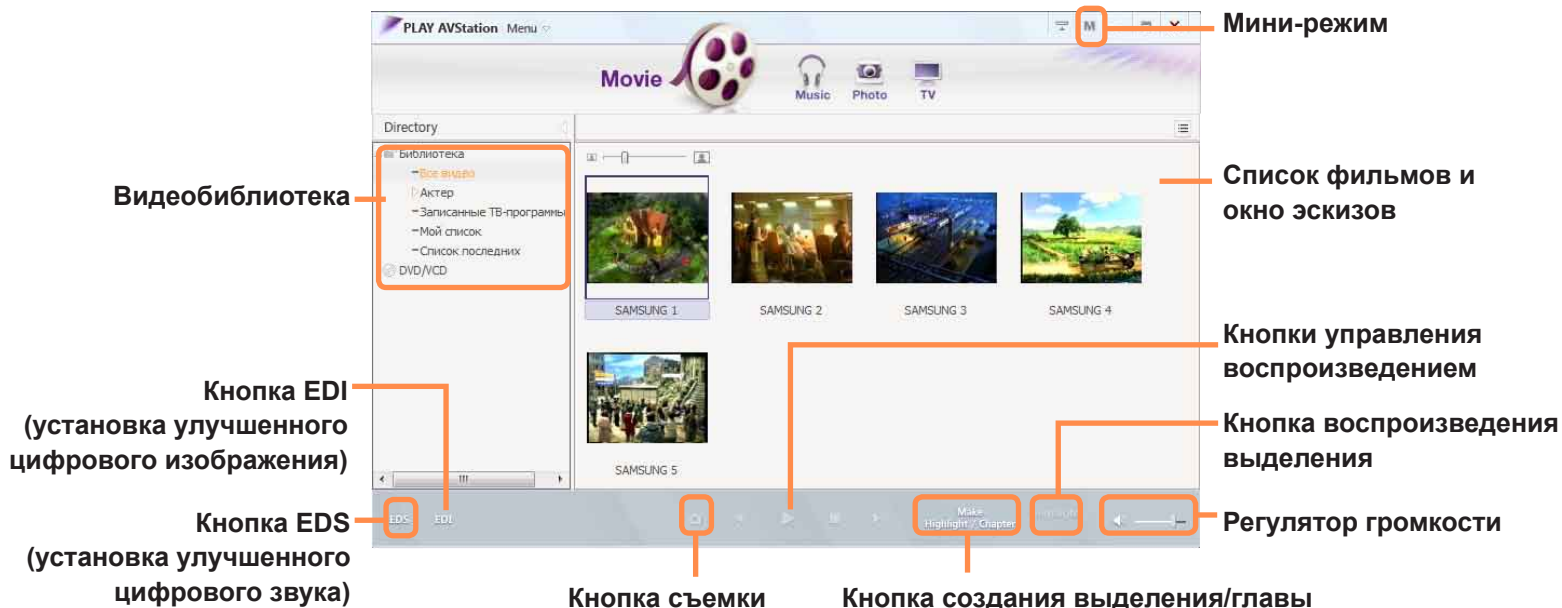 PLAY AVStation Menu
M
Мини-режим
Movie
Music
Photo
TV
Directory
Библиотека
Все видео
Актер
Записанные ТВ-программы
Мой список
Список последних
DVD/VCD
Видеобиблиотека
SAMSUNG 1
SAMSUNG 2
SAMSUNG 3
SAMSUNG 4
SAMSUNG 5
Список фильмов и
окно эскизов
Кнопки управления
воспроизведением
Кнопка воспроизведения
выделения
Регулятор громкости
Кнопка EDI
(установка улучшенного
цифрового изображения)
Кнопка EDS
(установка улучшенного
цифрового звука)
EDS
EDI
Make
Highlight / Chapter
Кнопка съемки
Кнопка создания выделения/главы